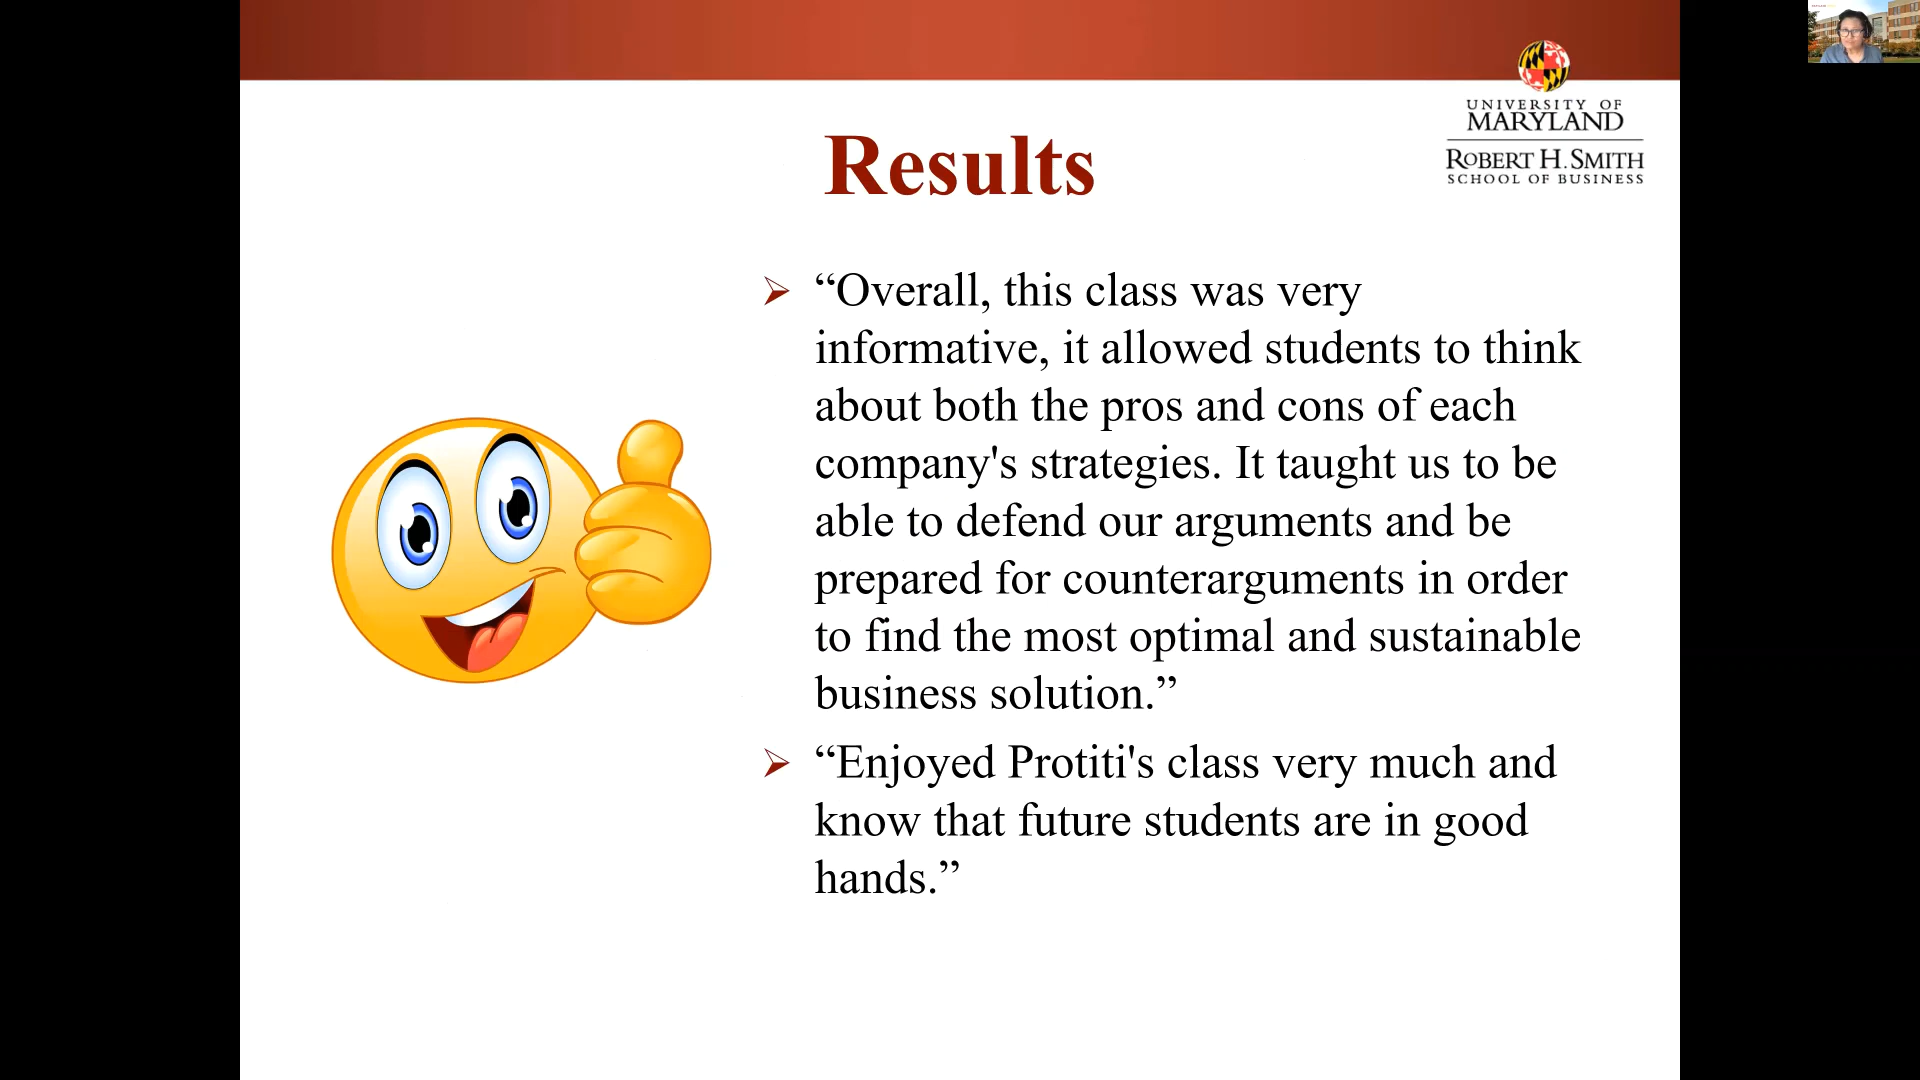 UNIVERSITY OF
MARYLAND
ROBERT H. SMITH
SCHOOL OF BUSINESS
Results
“Overall, this class was very
informative, it allowed students to think
about both the pros and cons of each
company's strategies. It taught us to be
able to defend our arguments and be
prepared for counterarguments in order
to find the most optimal and sustainable
business solution.”
“Enjoyed Protiti's class very much and
know that future students are in good
hands.”